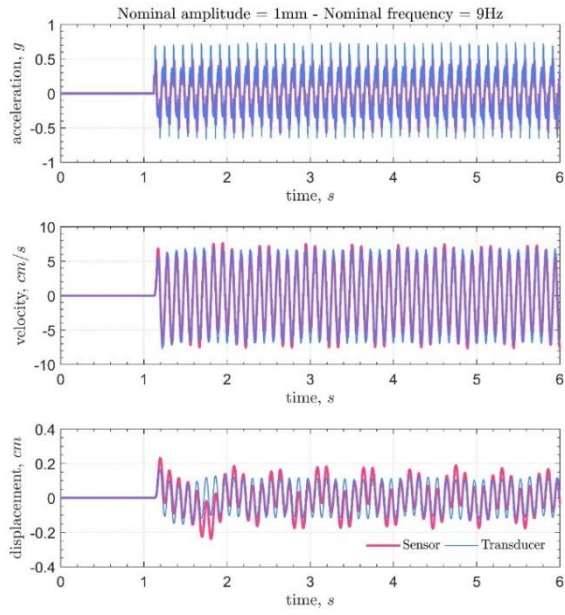 Nominal amplitude = 1mm - Nominal frequency = 9Hz
acceleration, g
1
0.5
0
-0.5
-1
0 1 2 3 4 5 6
time, s
velocity, cm/s
10
5
0
-5
-10
0 1 2 3 4 5 6
time, s
displacement, cm
0.4
0.2
0
-0.2
-0.4
Sensor Transducer
0 1 2 3 4 5 6
time, s